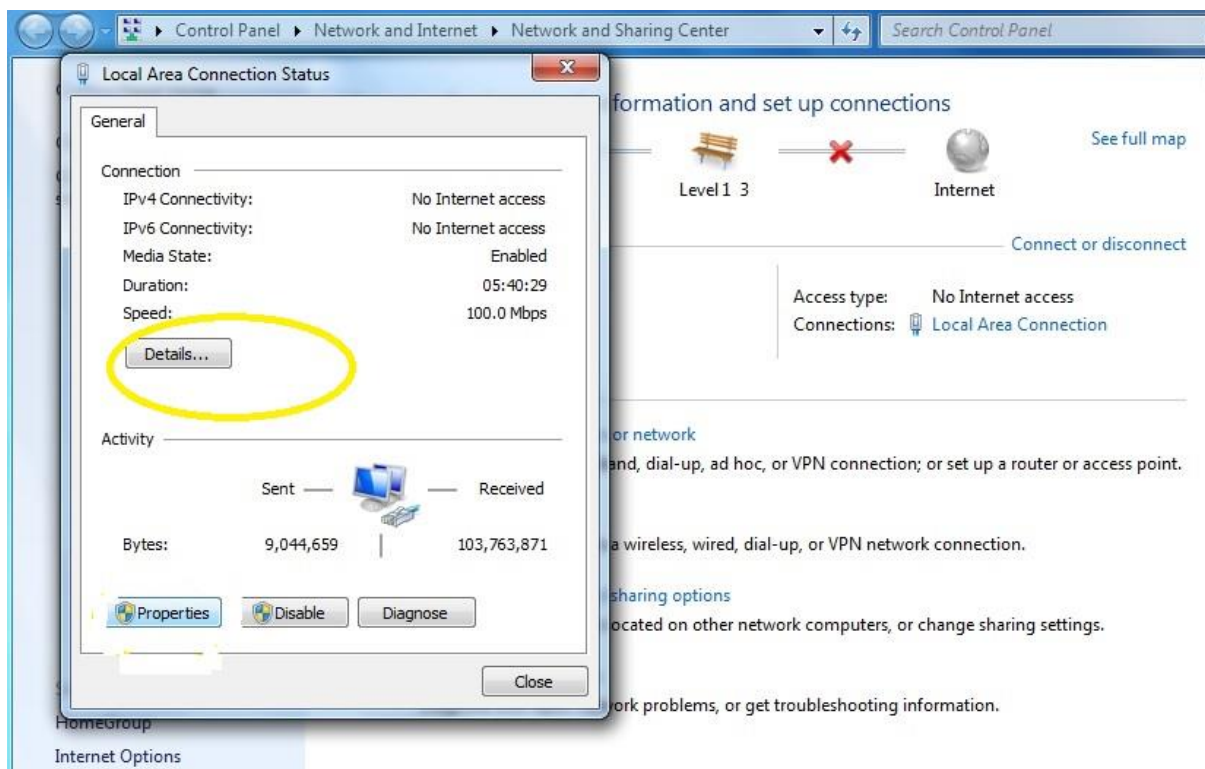 Control Panel ▸ Network and Internet ▸ Network and Sharing Center
Search Control Panel
Local Area Connection Status
General
Connection
IPv4 Connectivity: No Internet access
IPv6 Connectivity: No Internet access
Media State: Enabled
Duration: 05:40:29
Speed: 100.0 Mbps
Details...
Activity
Sent — Received
Bytes: 9,044,659 | 103,763,871
Properties Disable Diagnose
Close
formation and set up connections
See full map
Level 1 3 Internet
Connect or disconnect
Access type: No Internet access
Connections: Local Area Connection
or network
and, dial-up, ad hoc, or VPN connection; or set up a router or access point.
a wireless, wired, dial-up, or VPN network connection.
sharing options
ocated on other network computers, or change sharing settings.
ork problems, or get troubleshooting information.
HomeGroup
Internet Options